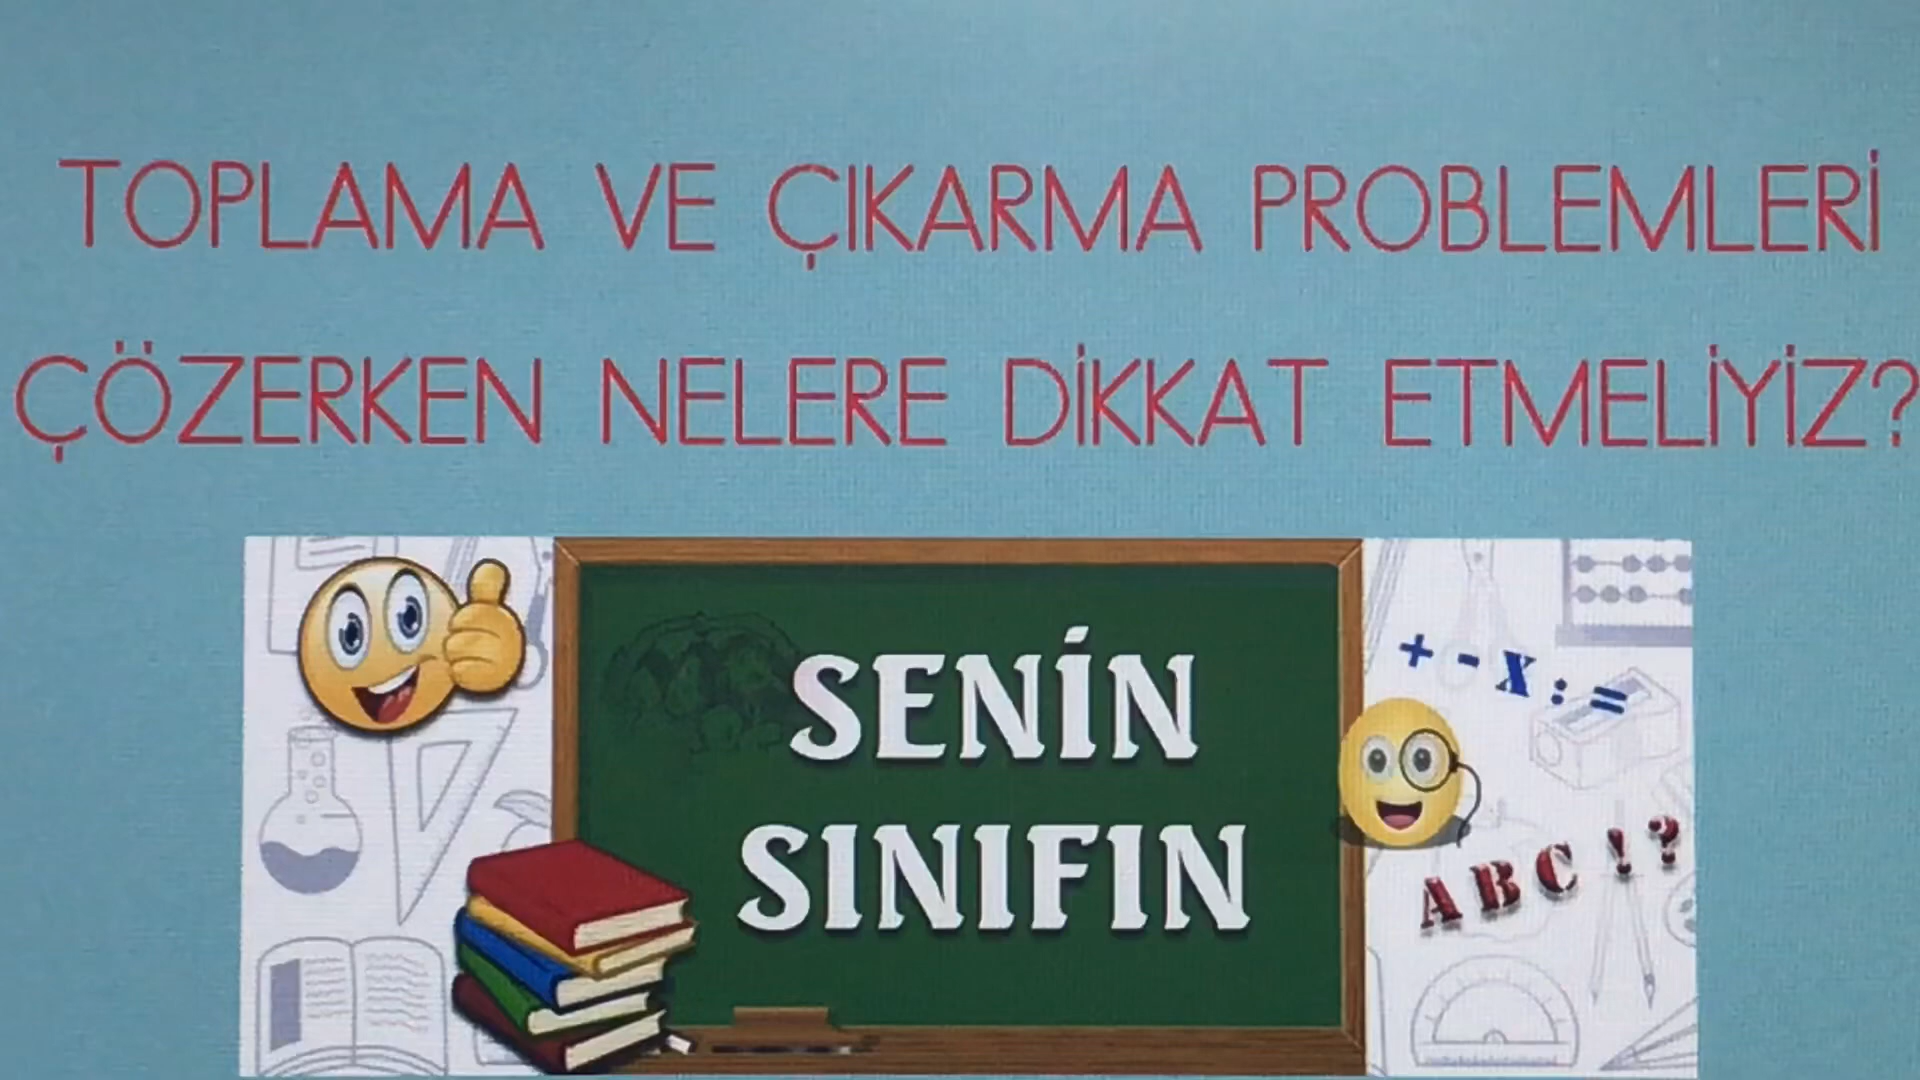 TOPLAMA VE ÇIKARMA PROBLEMLERİ
ÇÖZERKEN NELERE DİKKAT ETMELİYİZ?
SENİN
SINIFIN
+ - x : =
ABC !?